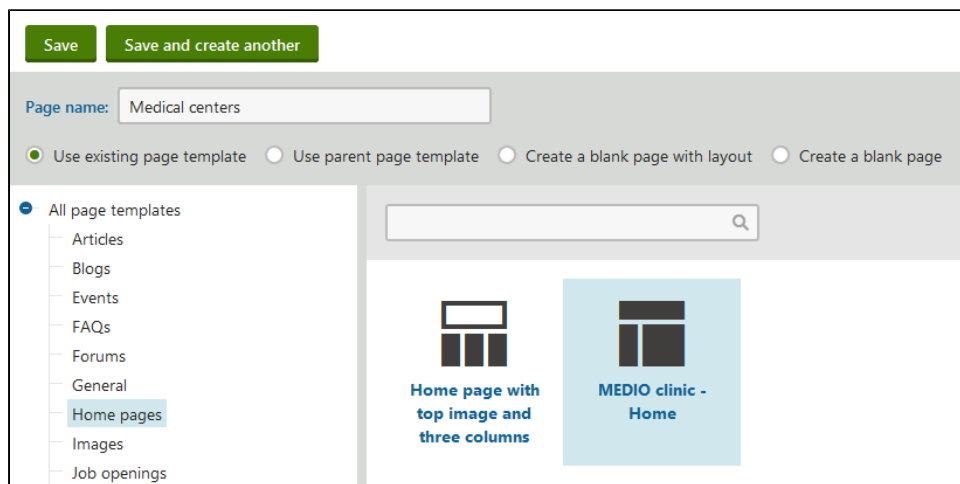 Save Save and create another
Page name: Medical centers
Use existing page template Use parent page template Create a blank page with layout Create a blank page
All page templates
Articles
Blogs
Events
FAQs
Forums
General
Home pages
Images
Job openings
Home page with
top image and
three columns
MEDIO clinic -
Home